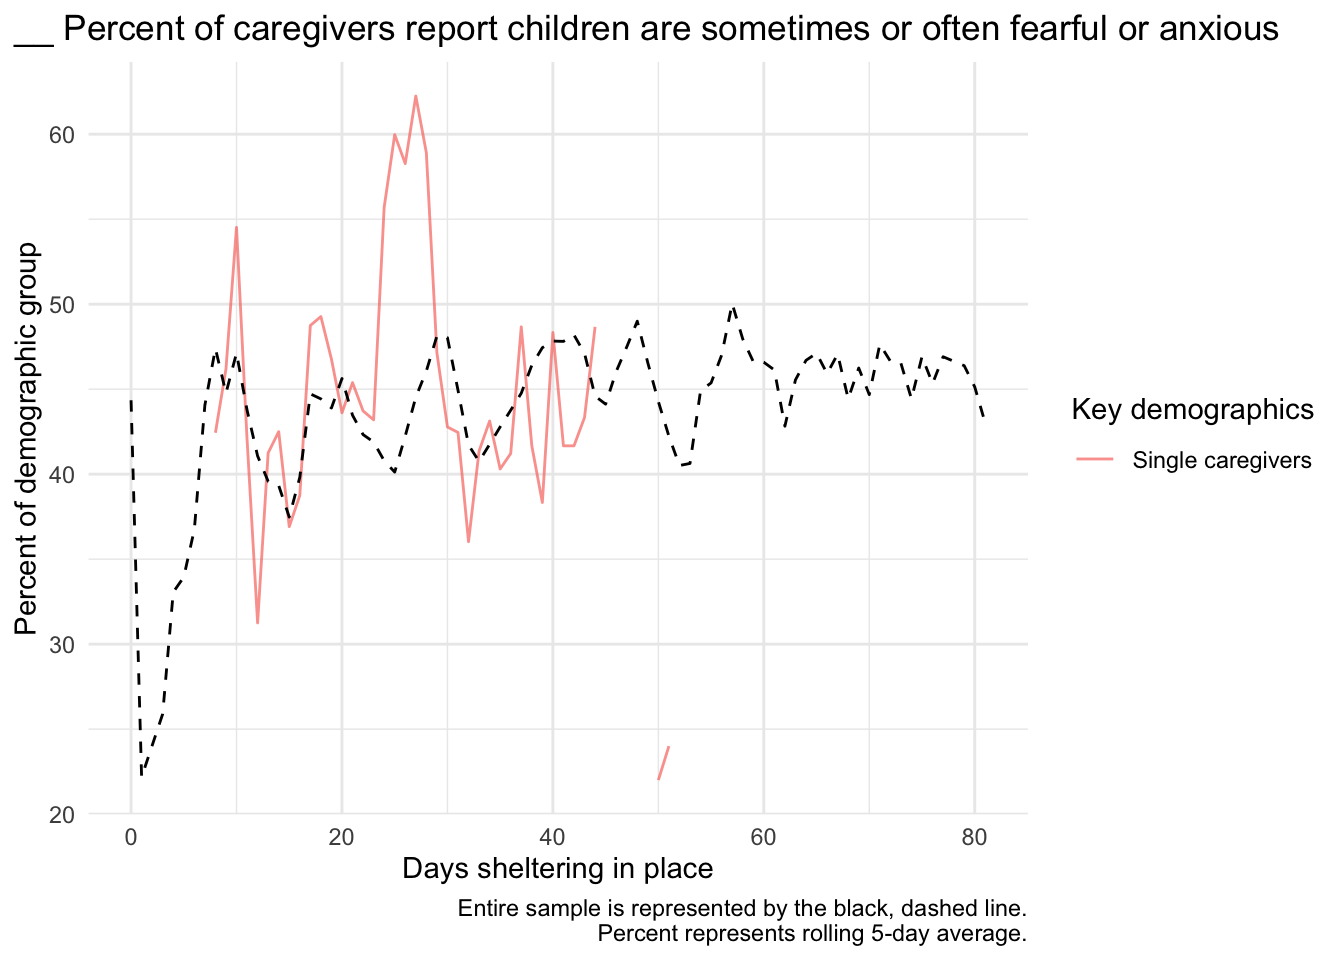 __ Percent of caregivers report children are sometimes or often fearful or anxious
Percent of demographic group
60
50
40
30
20
0
20
40
60
80
Days sheltering in place
Key demographics
Single caregivers
Entire sample is represented by the black, dashed line.
Percent represents rolling 5-day average.